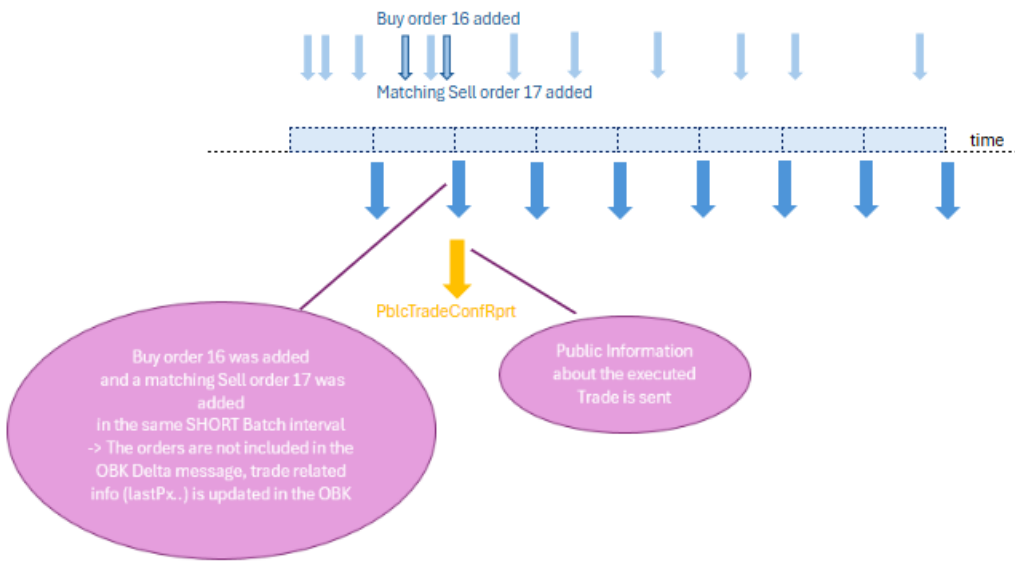 Buy order 16 added
Matching Sell order 17 added
time
PblcTradeConfRprt
Buy order 16 was added
and a matching Sell order 17 was
added
in the same SHORT Batch interval
-> The orders are not included in the
OBK Delta message, trade related
info (lastPx..) is updated in the OBK
Public Information
about the executed
Trade is sent